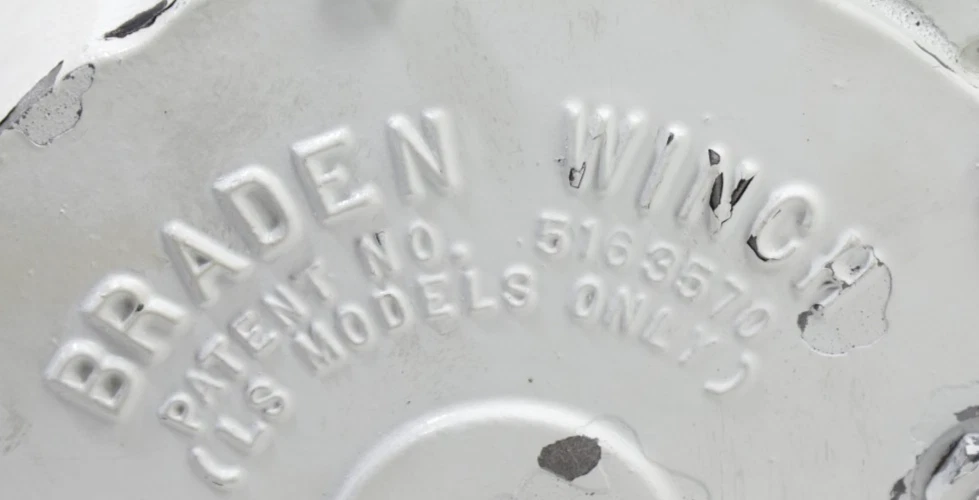 BRADEN WINCH
PATENT NO. 5163570
(LS MODELS ONLY)